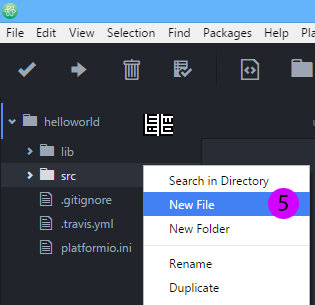 File Edit View Selection Find Packages Help Pla
helloworld
lib
src
.gitignore
.travis.yml
platformio.ini
Search in Directory
New File
5
New Folder
Rename
Duplicate